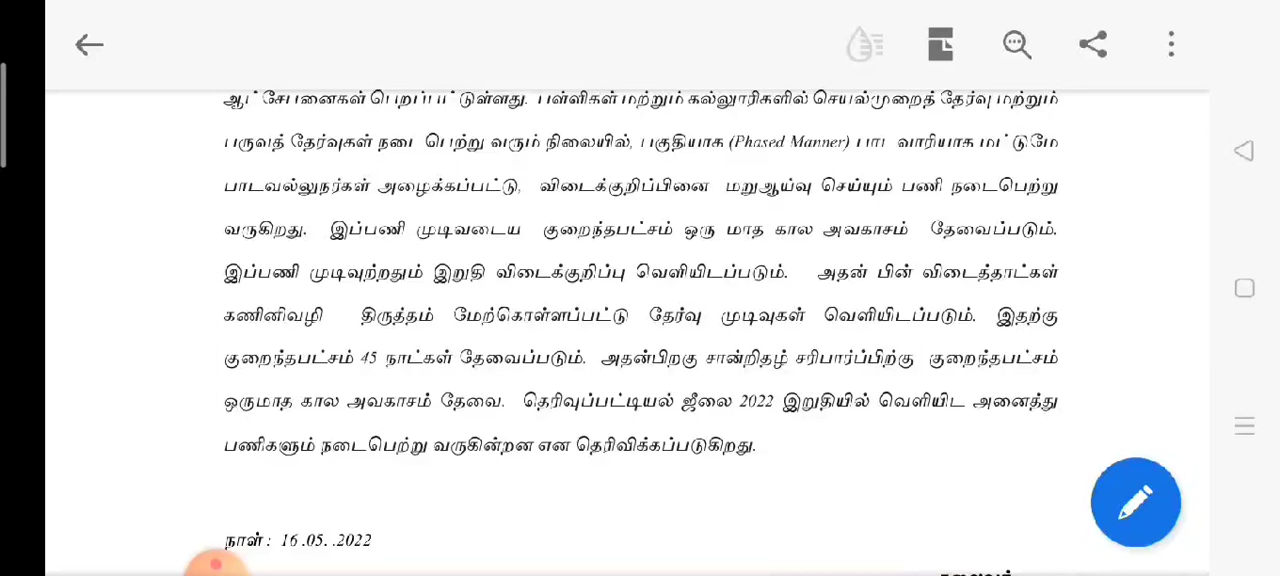 ஆட்சேபனைகள் பெறப்பட்டுள்ளது. பள்ளிகள் மற்றும் கல்லூரிகளில் செயல்முறைத் தேர்வு மற்றும்
பருவத் தேர்வுகள் நடை பெற்று வரும் நிலையில், பகுதியாக (Phased Manner) பாட வாரியாக மட்டுமே
பாடவல்லுநர்கள் அழைக்கப்பட்டு, விடைக்குறிப்பினை மறுஆய்வு செய்யும் பணி நடைபெற்று
வருகிறது. இப்பணி முடிவடைய குறைந்தபட்சம் ஒரு மாத கால அவகாசம் தேவைப்படும்.
இப்பணி முடிவுற்றதும் இறுதி விடைக்குறிப்பு வெளியிடப்படும். அதன் பின் விடைத்தாட்கள்
கணினிவழி திருத்தம் மேற்கொள்ளப்பட்டு தேர்வு முடிவுகள் வெளியிடப்படும். இதற்கு
குறைந்தபட்சம் 45 நாட்கள் தேவைப்படும். அதன்பிறகு சான்றிதழ் சரிபார்ப்பிற்கு குறைந்தபட்சம்
ஒருமாத கால அவகாசம் தேவை. தெரிவுப்பட்டியல் ஜீலை 2022 இறுதியில் வெளியிட அனைத்து
பணிகளும் நடைபெற்று வருகின்றன என தெரிவிக்கப்படுகிறது.
நாள் : 16 .05. .2022